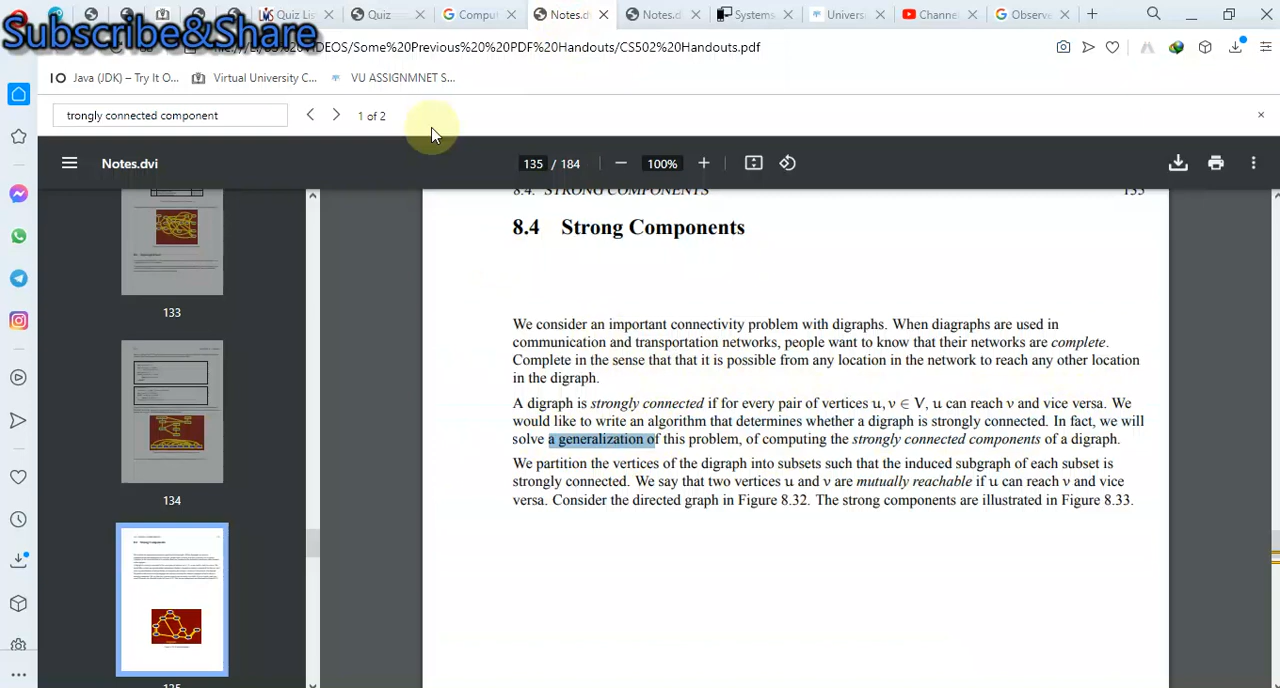 Quiz Lis
Quiz
Comput
Notes.d
Notes.d
Systems
Univers
Channe
Observe
Subscribe&Share
VIDEOS/Some%20Previous%20%20PDF%20Handouts/CS502%20Handouts.pdf
Java (JDK) – Try It O...
Virtual University C...
VU ASSIGNMNET S...
trongly connected component
1 of 2
Notes.dvi
135 / 184
100%
8.4. STRONG COMPONENTS
135
8.4 Strong Components
We consider an important connectivity problem with digraphs. When diagraphs are used in
communication and transportation networks, people want to know that their networks are complete.
Complete in the sense that that it is possible from any location in the network to reach any other location
in the digraph.
A digraph is strongly connected if for every pair of vertices u, v ∈ V, u can reach v and vice versa. We
would like to write an algorithm that determines whether a digraph is strongly connected. In fact, we will
solve a generalization of this problem, of computing the strongly connected components of a digraph.
We partition the vertices of the digraph into subsets such that the induced subgraph of each subset is
strongly connected. We say that two vertices u and v are mutually reachable if u can reach v and vice
versa. Consider the directed graph in Figure 8.32. The strong components are illustrated in Figure 8.33.
133
134
135